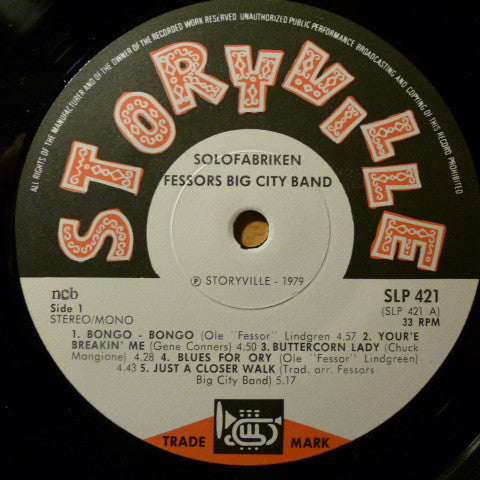 ALL RIGHTS OF THE MANUFACTURER AND OF THE OWNER OF THE RECORDED WORK RESERVED UNAUTHORIZED PUBLIC PERFORMANCE BROADCASTING AND COPYING OF THIS RECORD PROHIBITED
STORYVILLE
SOLOFABRIKEN
FESSORS BIG CITY BAND
℗ STORYVILLE - 1979
ncb
Side 1
STEREO/MONO
SLP 421
(SLP 421 A)
33 RPM
1. BONGO - BONGO (Ole "Fessor" Lindgren) 4.57 2. YOUR'E
BREAKIN' ME (Gene Conners) 4.50 3. BUTTERCORN LADY (Chuck
Mangione) 4.28 4. BLUES FOR ORY (Ole "Fessor" Lindgreen)
4.43 5. JUST A CLOSER WALK (Trad. arr. Fessors
Big City Band) 5.17
TRADE MARK